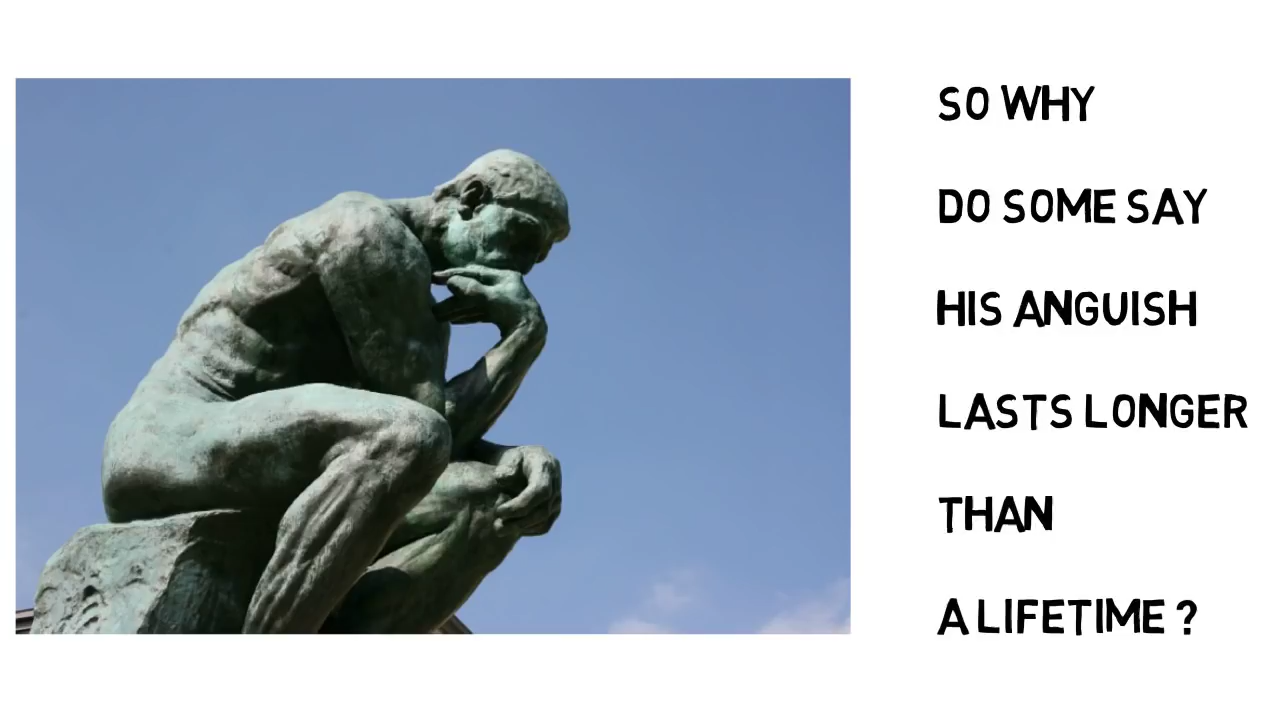 SO WHY
DO SOME SAY
HIS ANGUISH
LASTS LONGER
THAN
A LIFETIME ?